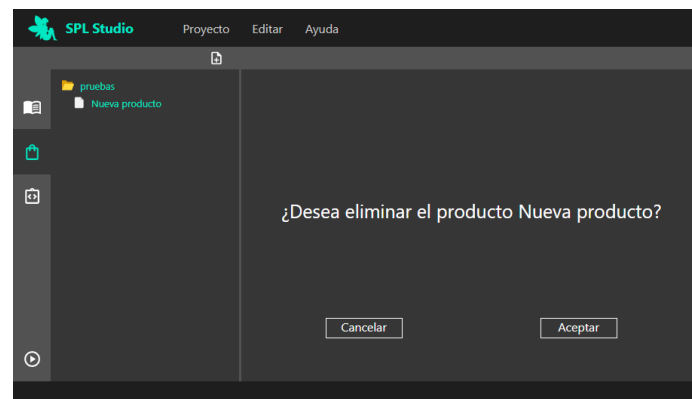 SPL Studio Proyecto Editar Ayuda
pruebas
Nueva producto
¿Desea eliminar el producto Nueva producto?
Cancelar Aceptar